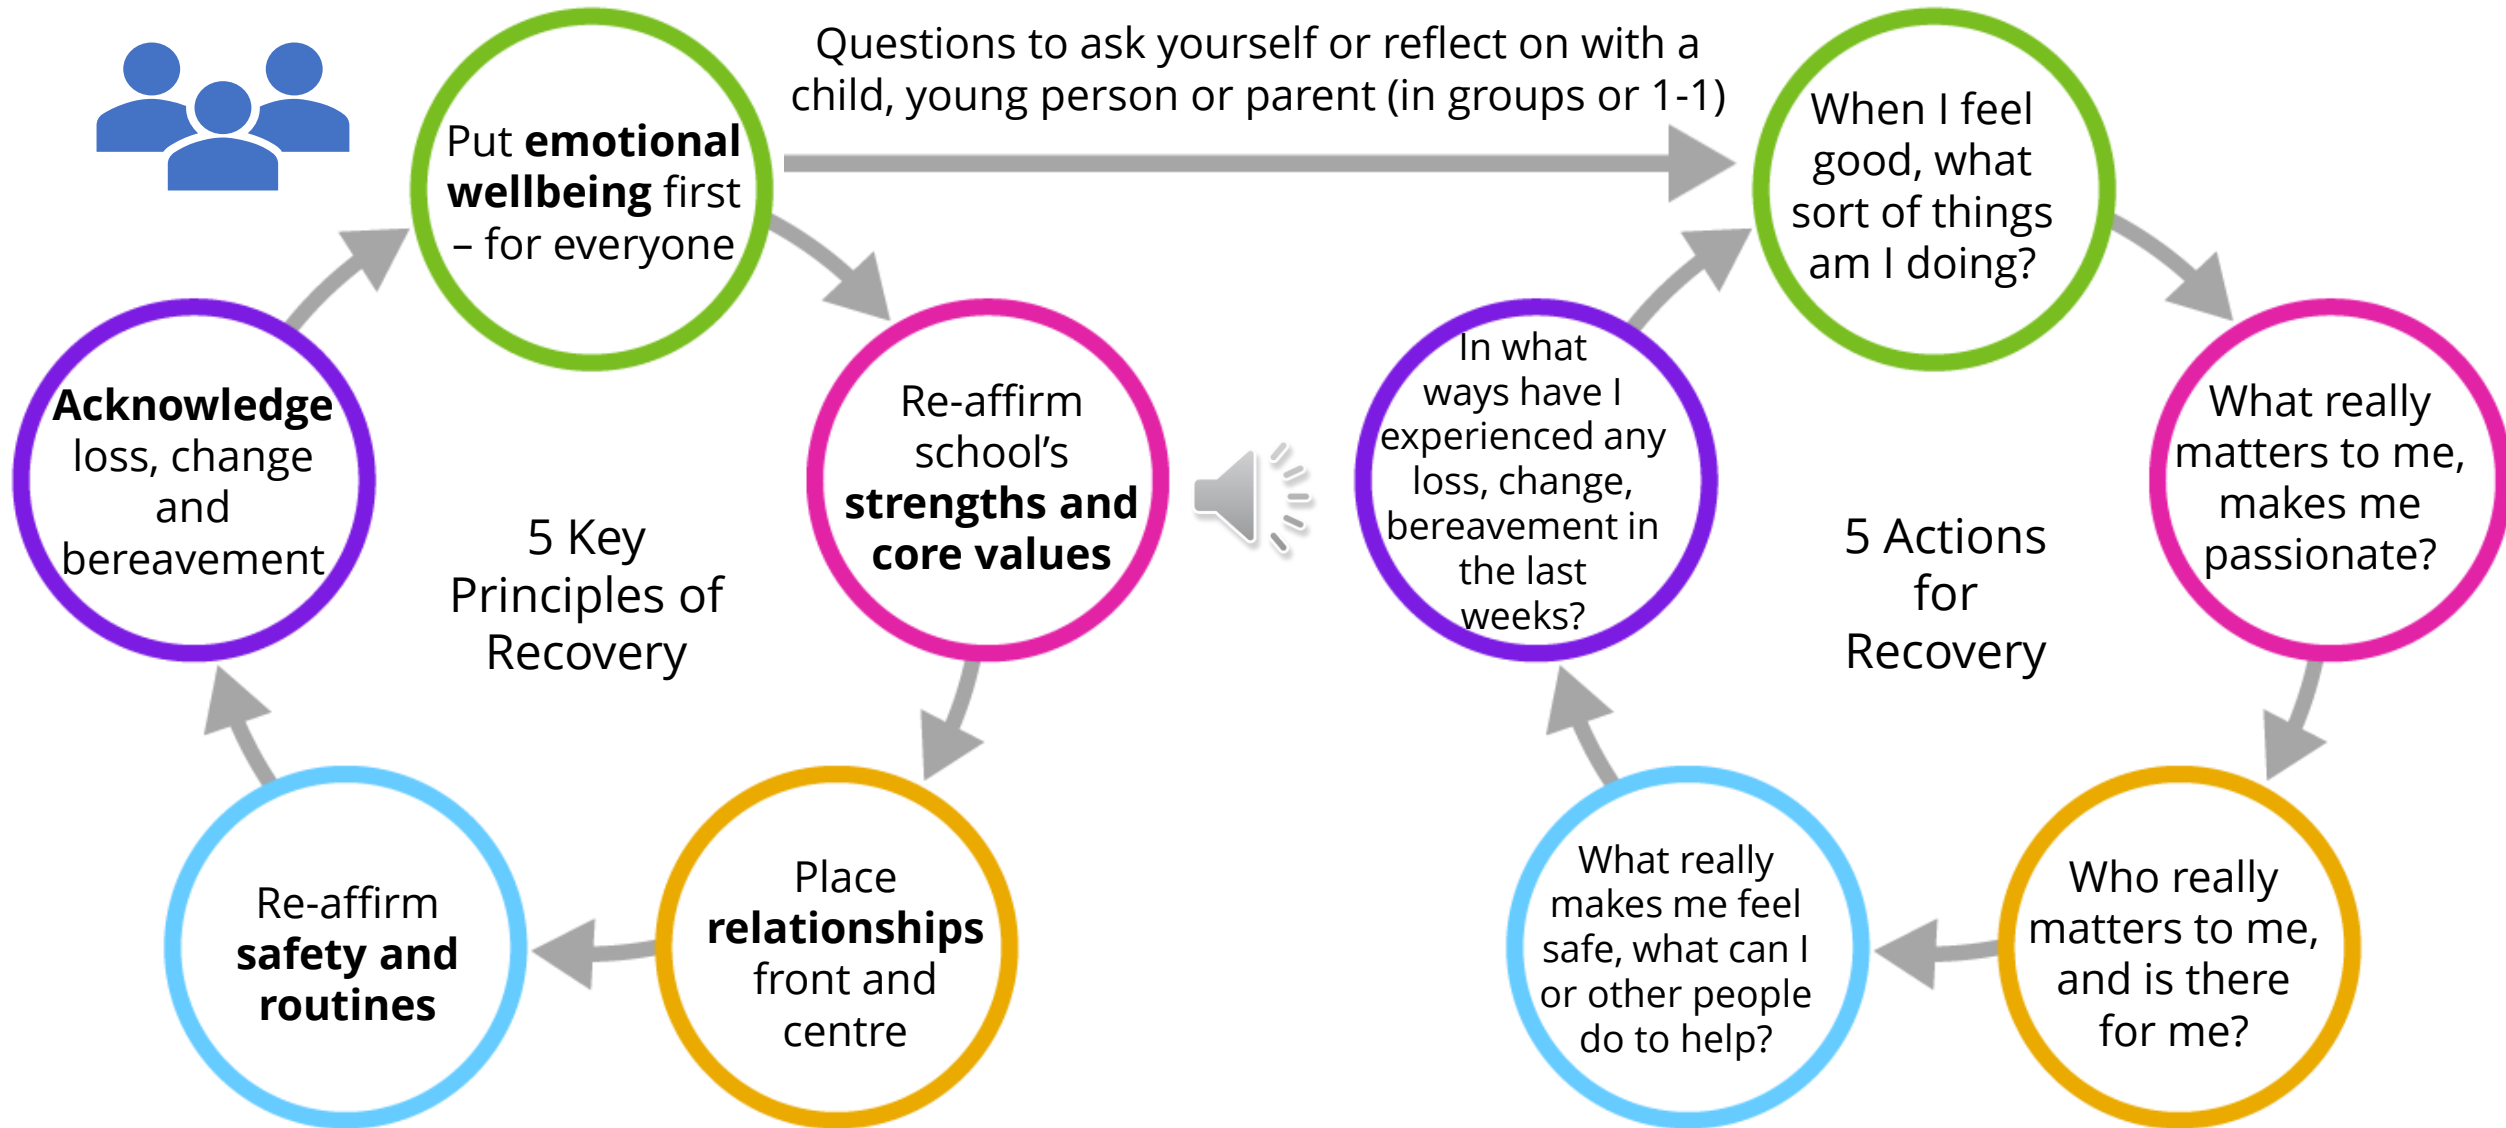 Questions to ask yourself or reflect on with a
child, young person or parent (in groups or 1-1)
Put emotional
wellbeing first
– for everyone
Re-affirm
school’s
strengths and
core values
Place
relationships
front and
centre
Re-affirm
safety and
routines
Acknowledge
loss, change
and
bereavement
5 Key
Principles of
Recovery
When I feel
good, what
sort of things
am I doing?
What really
matters to me,
makes me
passionate?
Who really
matters to me,
and is there
for me?
What really
makes me feel
safe, what can I
or other people
do to help?
In what
ways have I
experienced any
loss, change,
bereavement in
the last
weeks?
5 Actions
for
Recovery